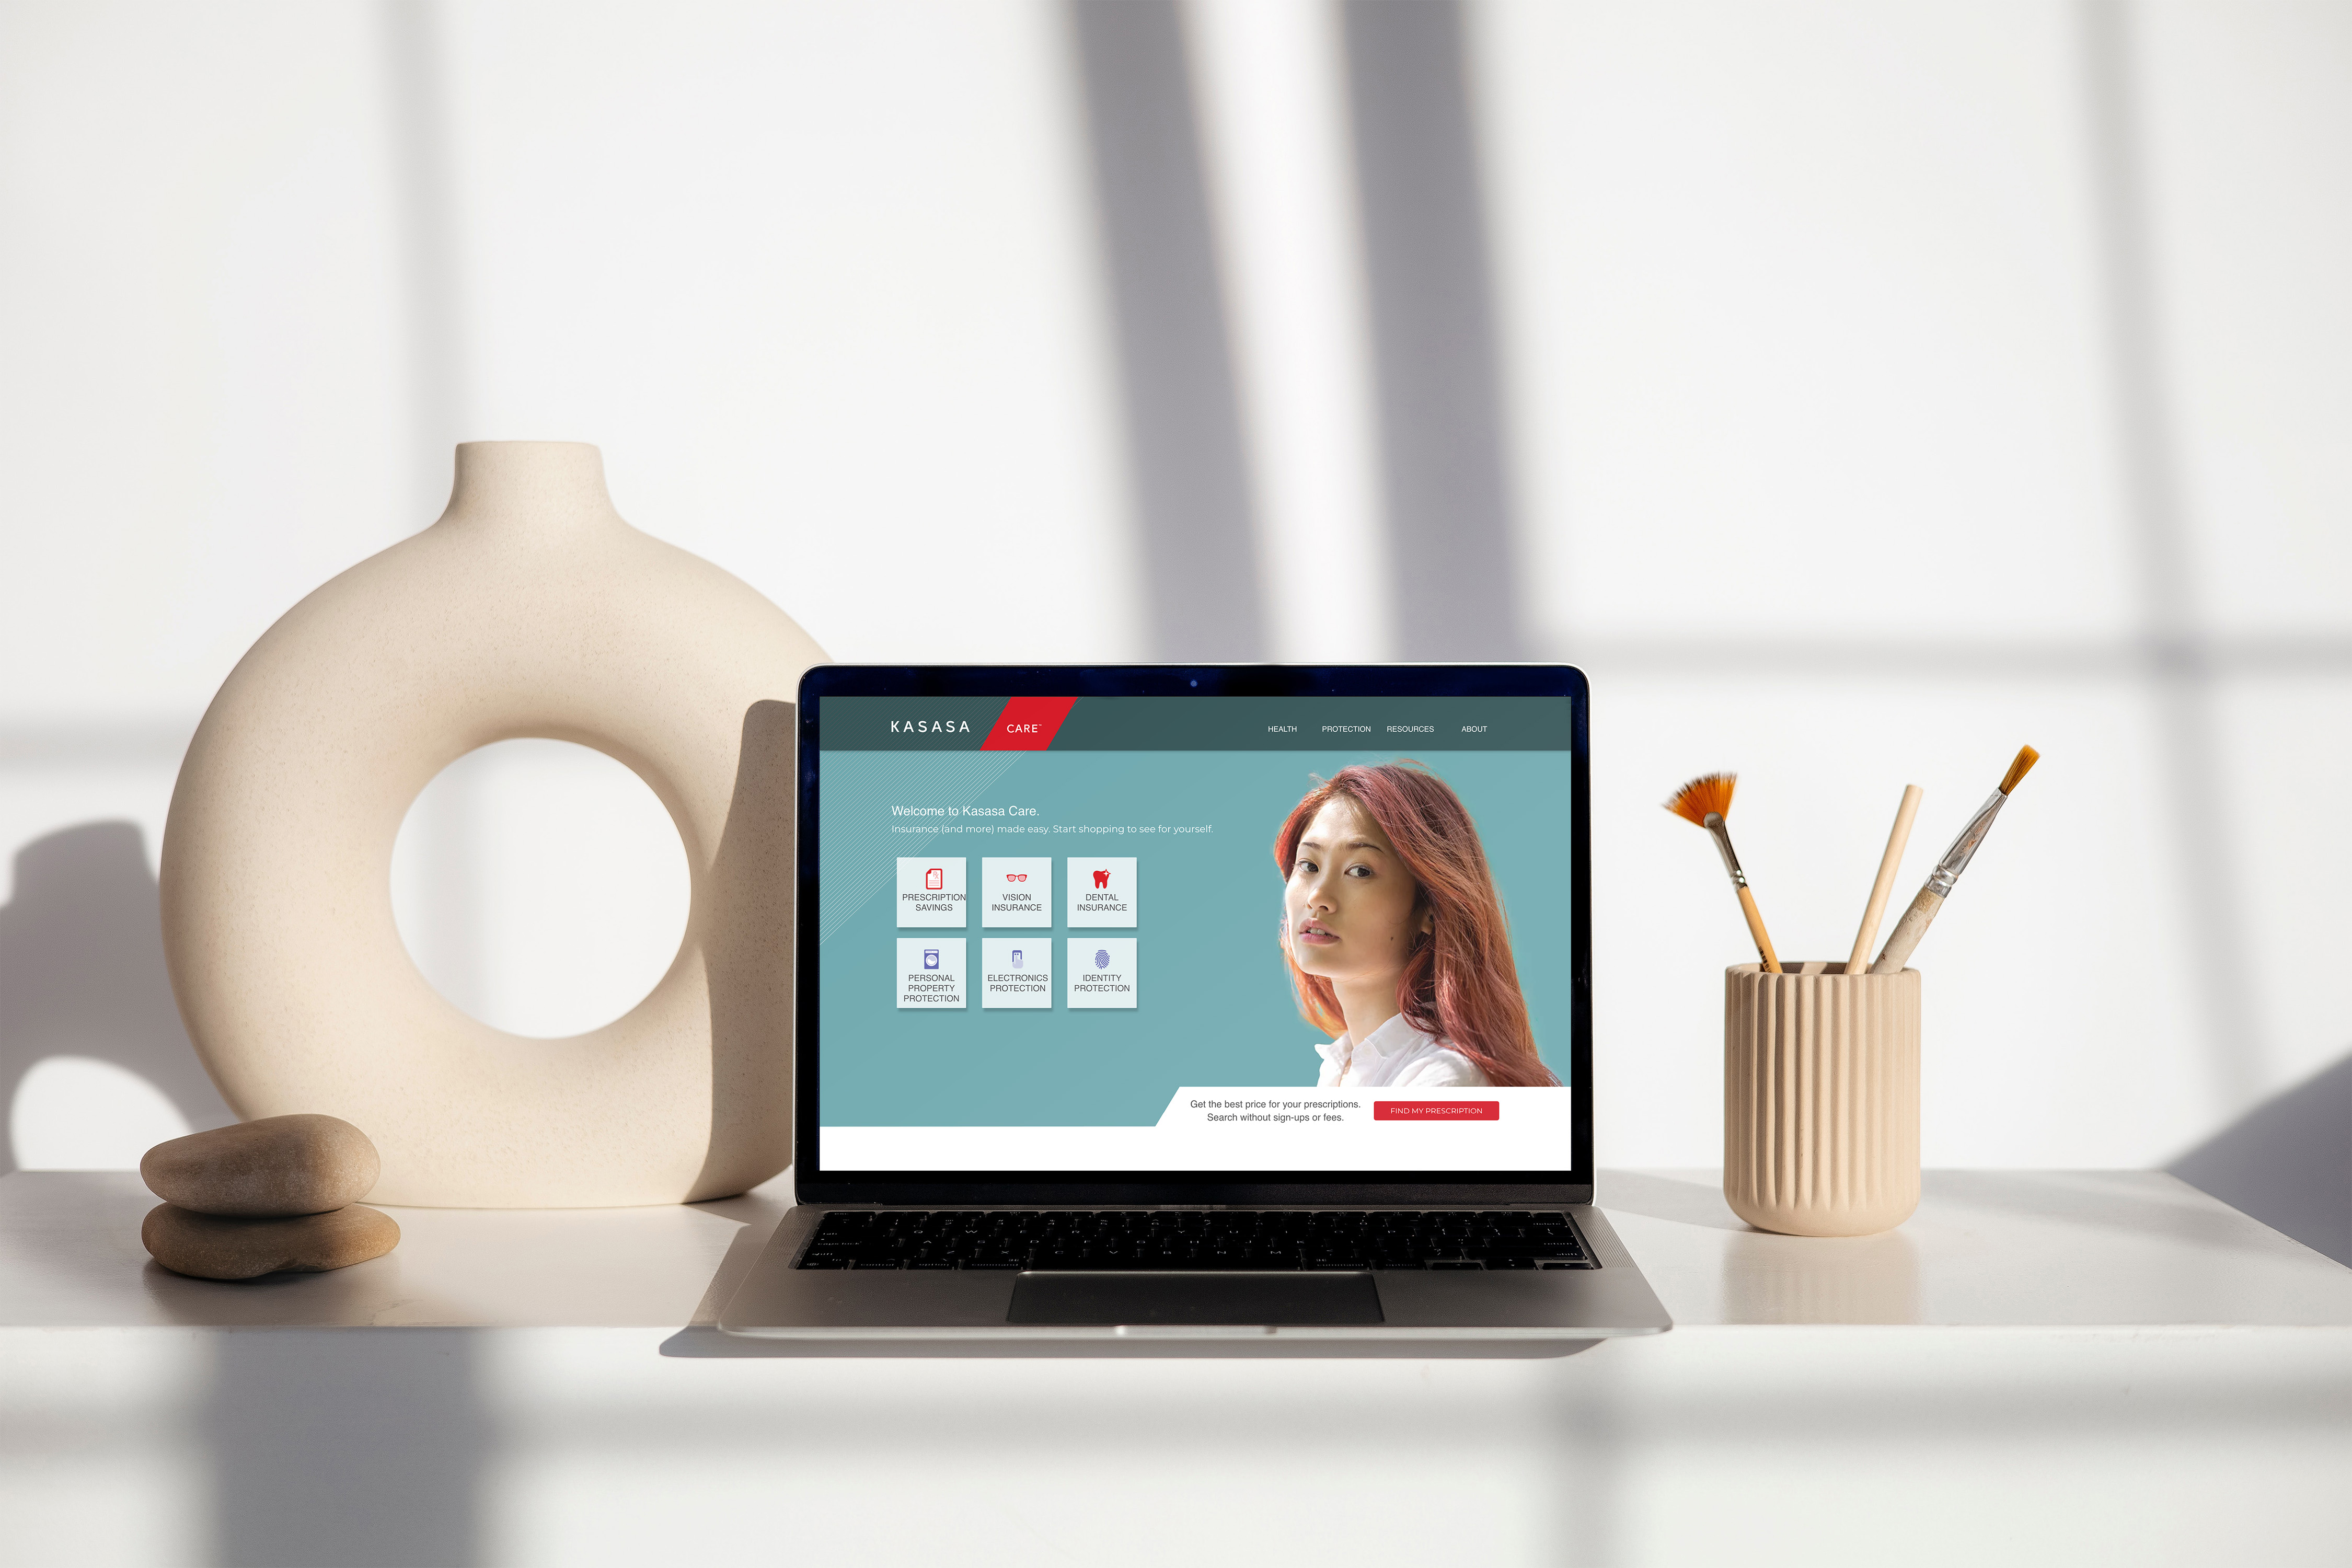 KASASA CARE™
HEALTH PROTECTION RESOURCES ABOUT
Welcome to Kasasa Care.
Insurance (and more) made easy. Start shopping to see for yourself.
PRESCRIPTION
SAVINGS
VISION
INSURANCE
DENTAL
INSURANCE
PERSONAL
PROPERTY
PROTECTION
ELECTRONICS
PROTECTION
IDENTITY
PROTECTION
Get the best price for your prescriptions.
Search without sign-ups or fees.
FIND MY PRESCRIPTION